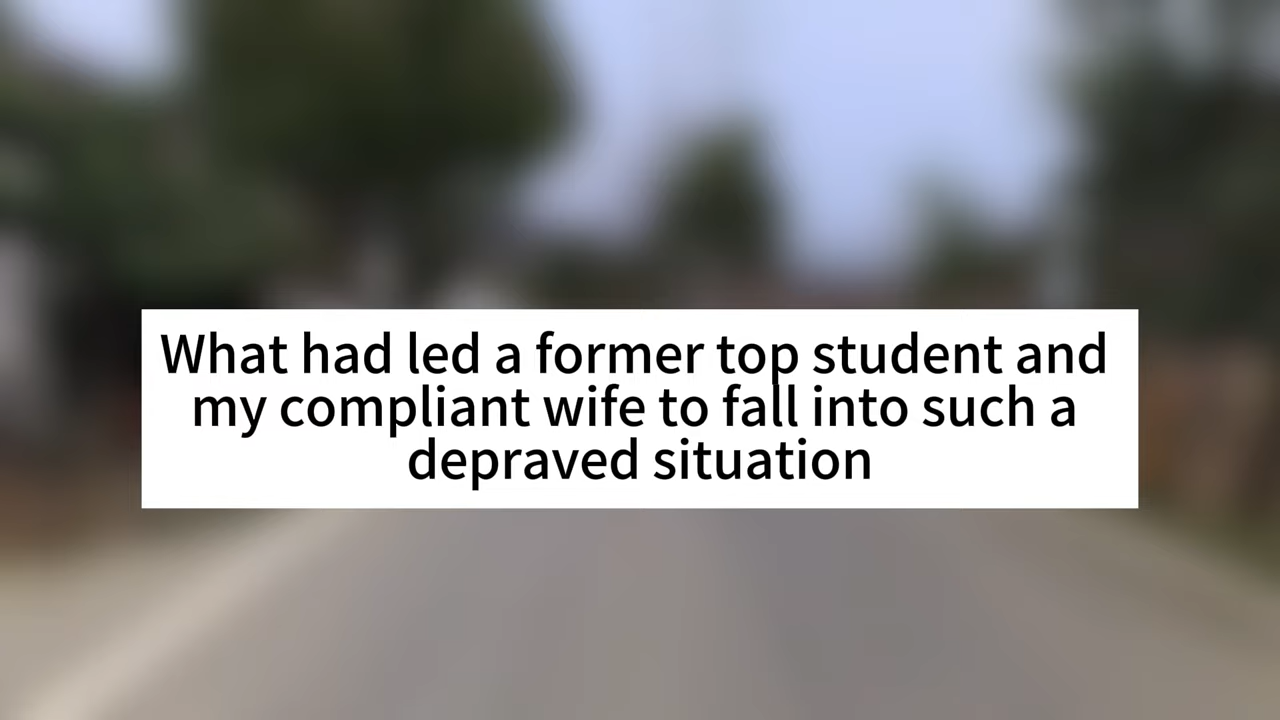 What had led a former top student and
my compliant wife to fall into such a
depraved situation